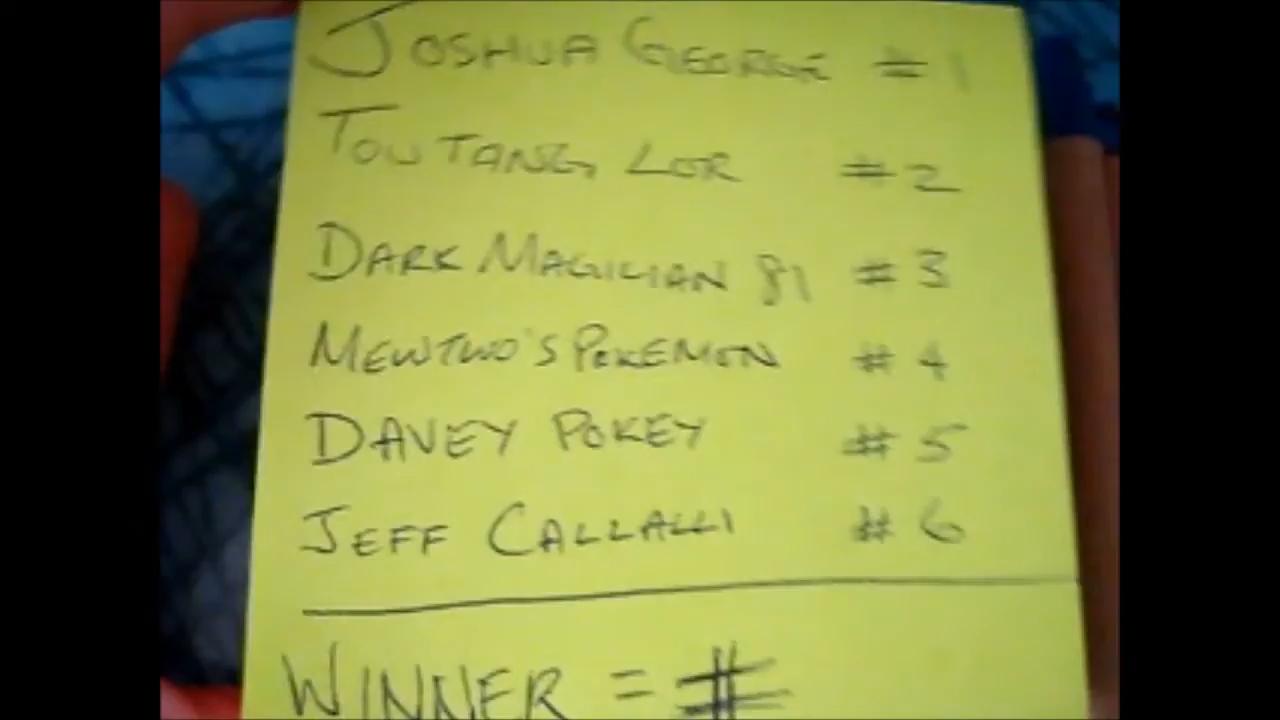 JOSHUA GEORGE #1
TOU TANG LOR #2
DARK MAGICIAN 81 #3
MEWTWO'S POKEMON #4
DAVEY POKEY #5
JEFF CALLALLI #6
WINNER = #